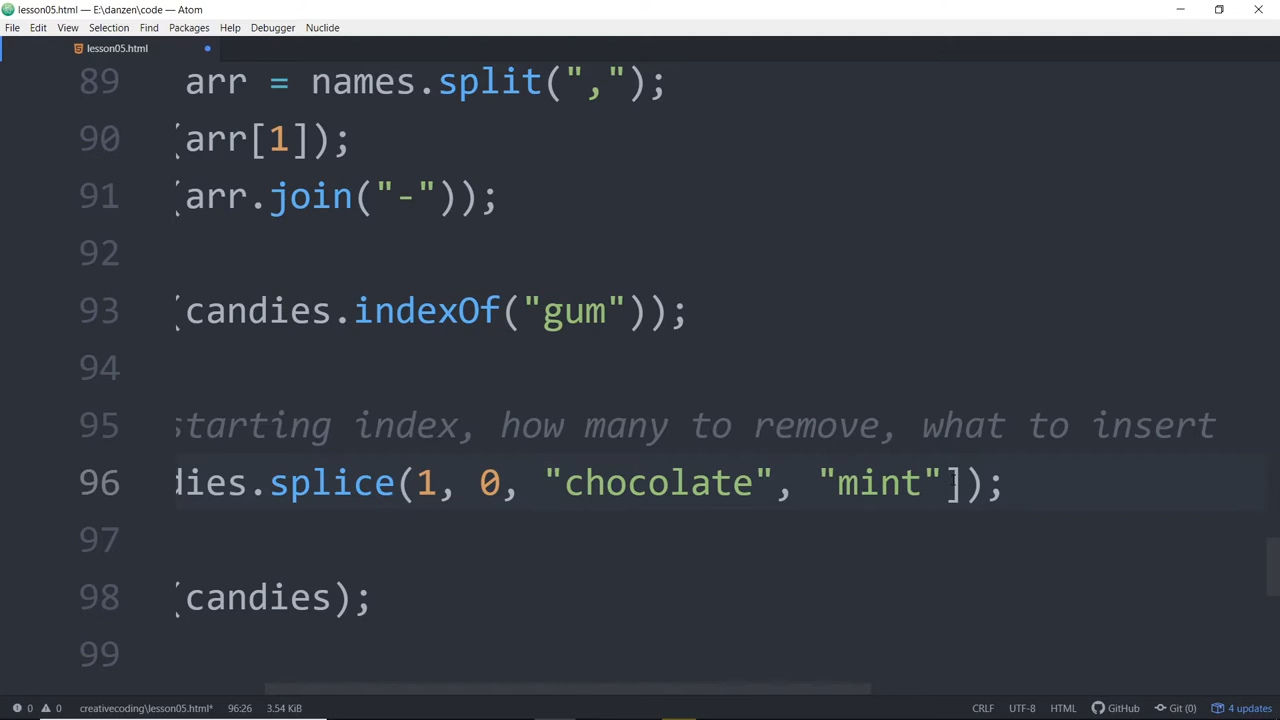 lesson05.html — E:\danzen\code — Atom
File Edit View Selection Find Packages Help Debugger Nuclide
lesson05.html
89 arr = names.split(",");
90 (arr[1]);
91 (arr.join("-"));
92
93 (candies.indexOf("gum"));
94
95 starting index, how many to remove, what to insert
96 dies.splice(1, 0, "chocolate", "mint"]);
97
98 (candies);
99
0 0 creativecoding\lesson05.html* 96:26 3.54 KiB CRLF UTF-8 HTML GitHub Git (0) 4 updates